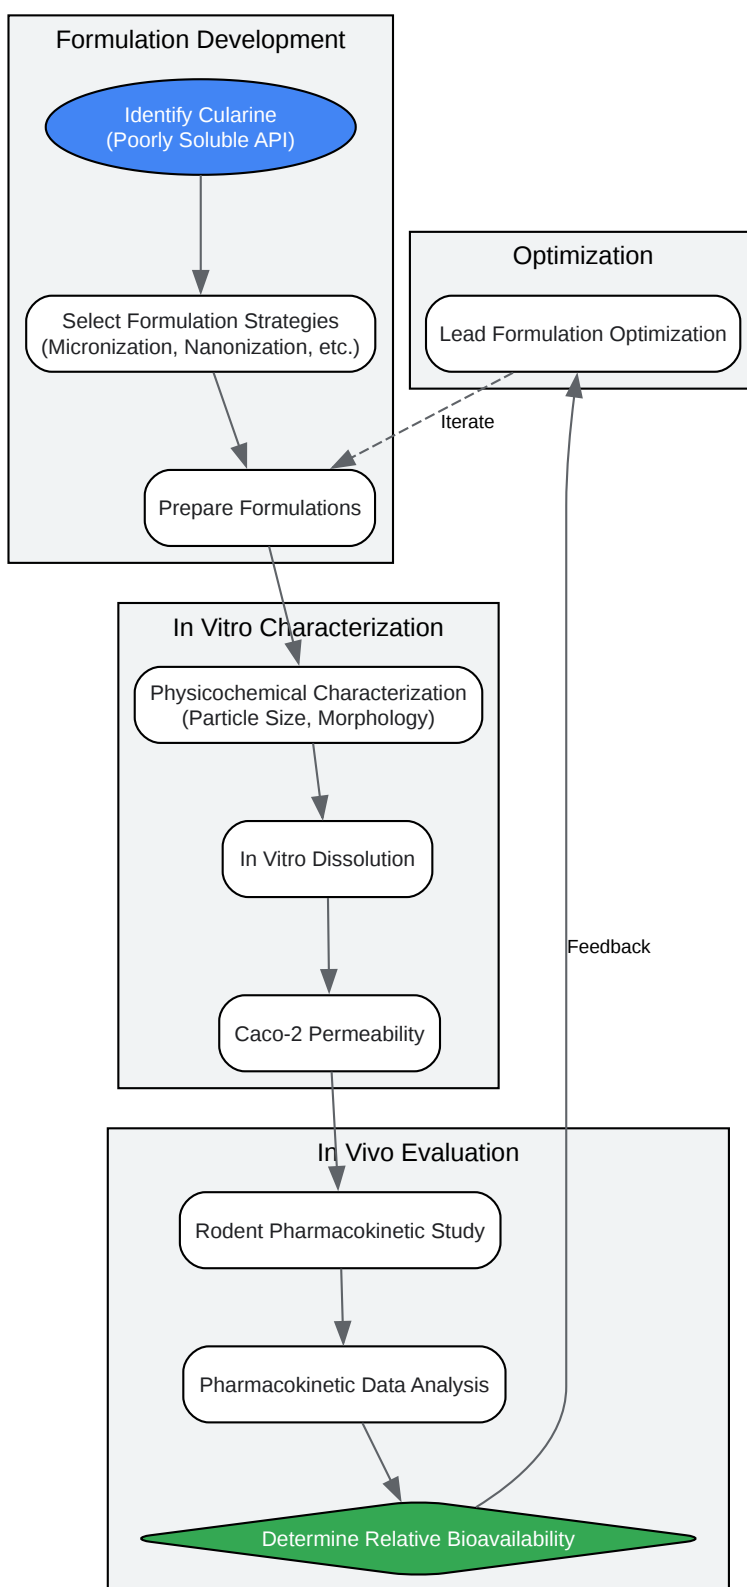 Formulation Development
Identify Cularine
(Poorly Soluble API)
Optimization
Select Formulation Strategies
(Micronization, Nanonization, etc.)
Lead Formulation Optimization
Iterate
Prepare Formulations
In Vitro Characterization
Physicochemical Characterization
(Particle Size, Morphology)
In Vitro Dissolution
Feedback
Caco-2 Permeability
In Vivo Evaluation
Rodent Pharmacokinetic Study
Pharmacokinetic Data Analysis
Determine Relative Bioavailability